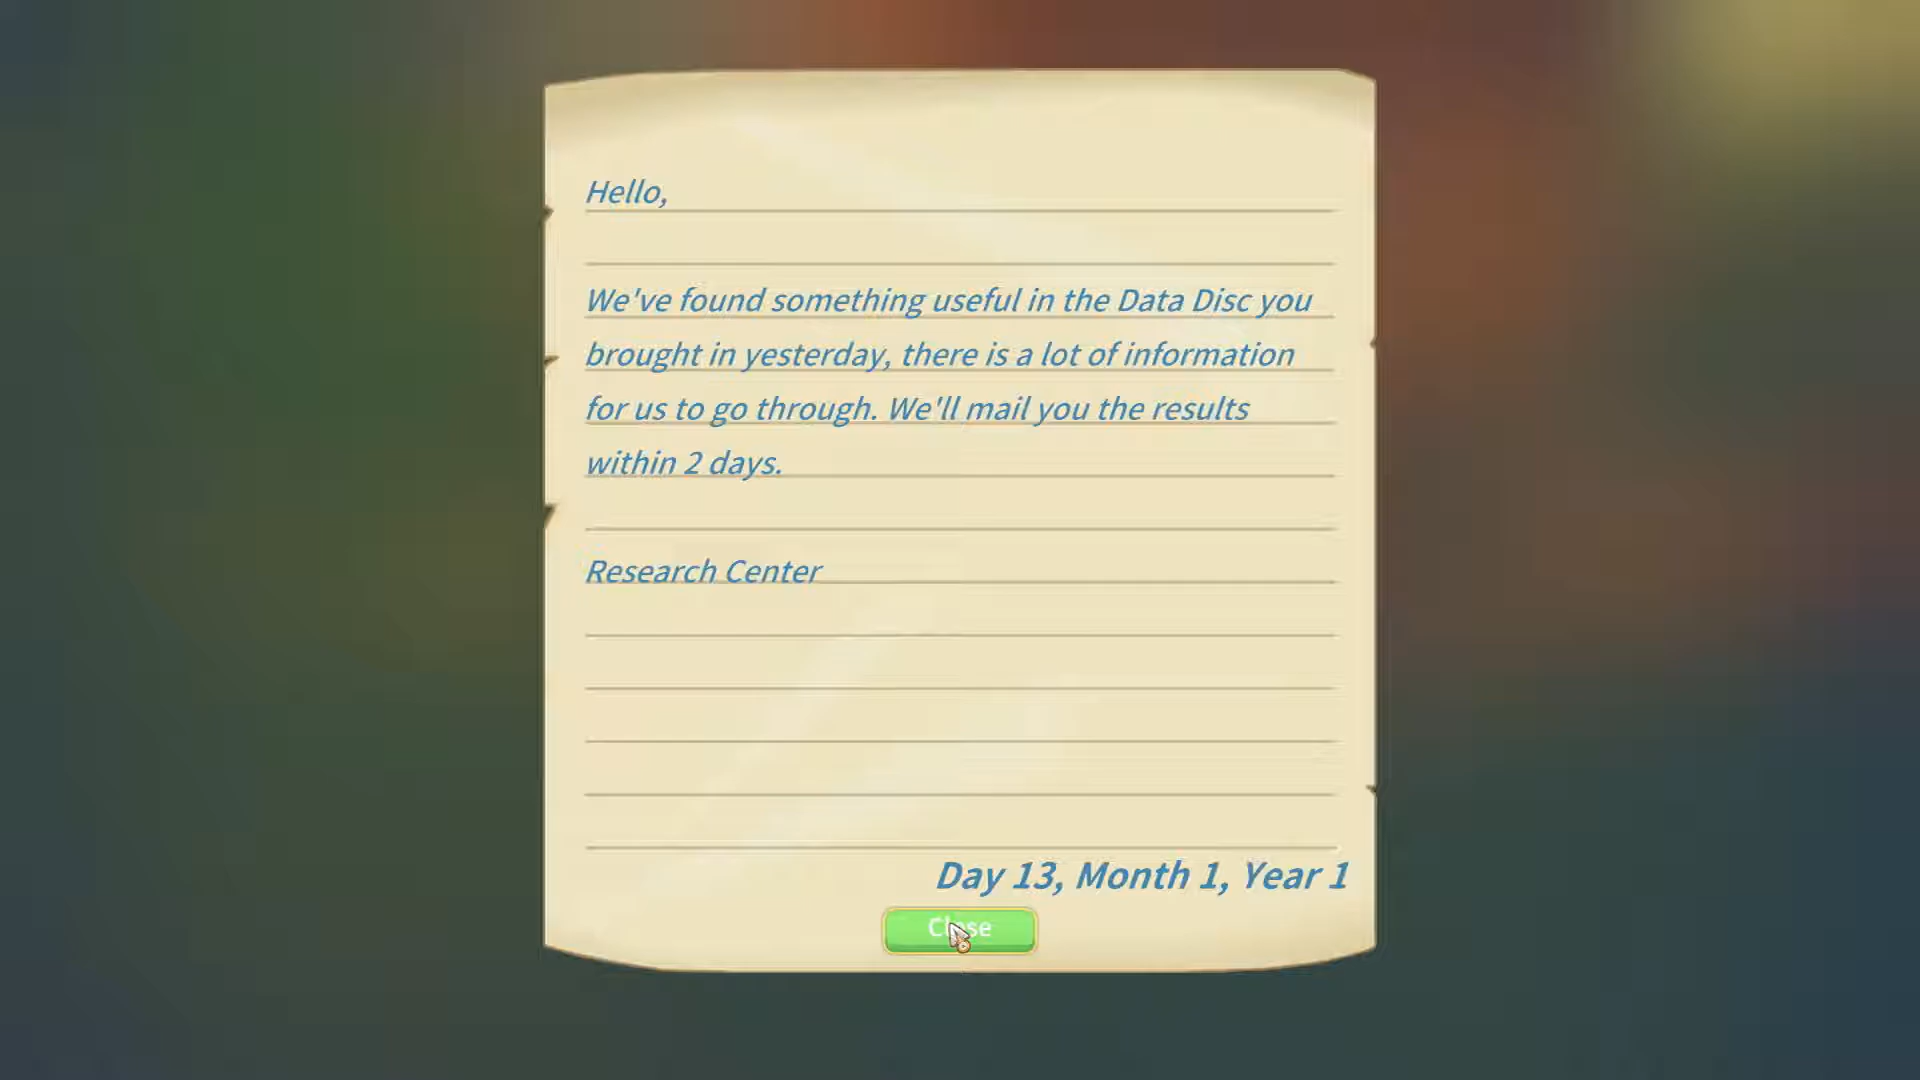 Hello,
We've found something useful in the Data Disc you
brought in yesterday, there is a lot of information
for us to go through. We'll mail you the results
within 2 days.
Research Center
Day 13, Month 1, Year 1
Close